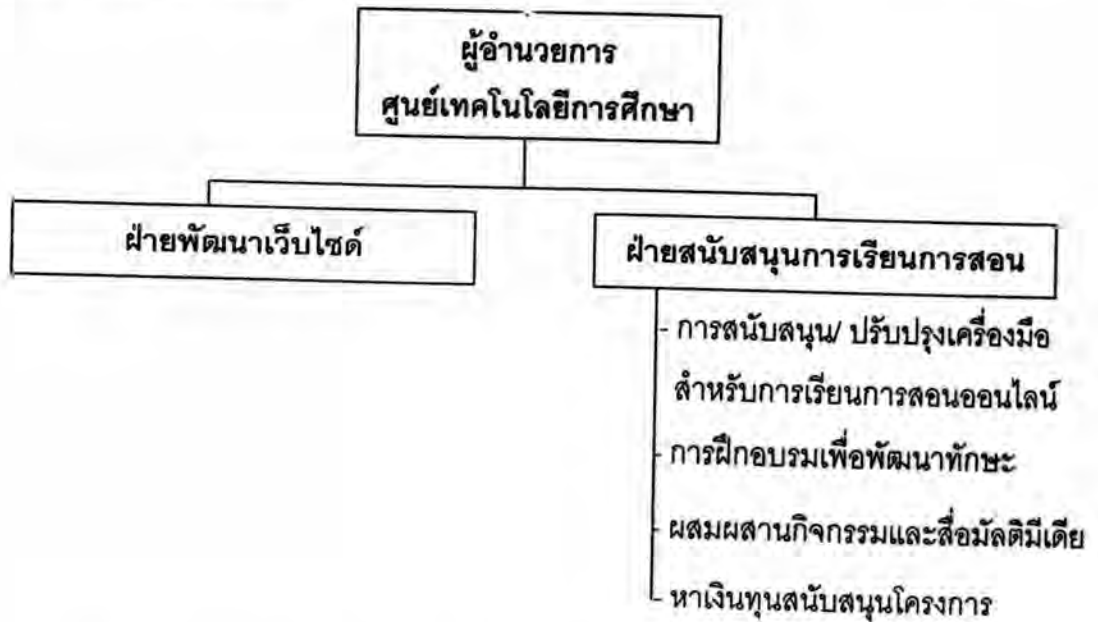 ผู้อำนวยการ
ศูนย์เทคโนโลยีการศึกษา
ฝ่ายพัฒนาเว็บไซด์
ฝ่ายสนับสนุนการเรียนการสอน
- การสนับสนุน/ ปรับปรุงเครื่องมือ
สำหรับการเรียนการสอนออนไลน์
- การฝึกอบรมเพื่อพัฒนาทักษะ
- ผสมผสานกิจกรรมและสื่อมัลติมีเดีย
- หาเงินทุนสนับสนุนโครงการ